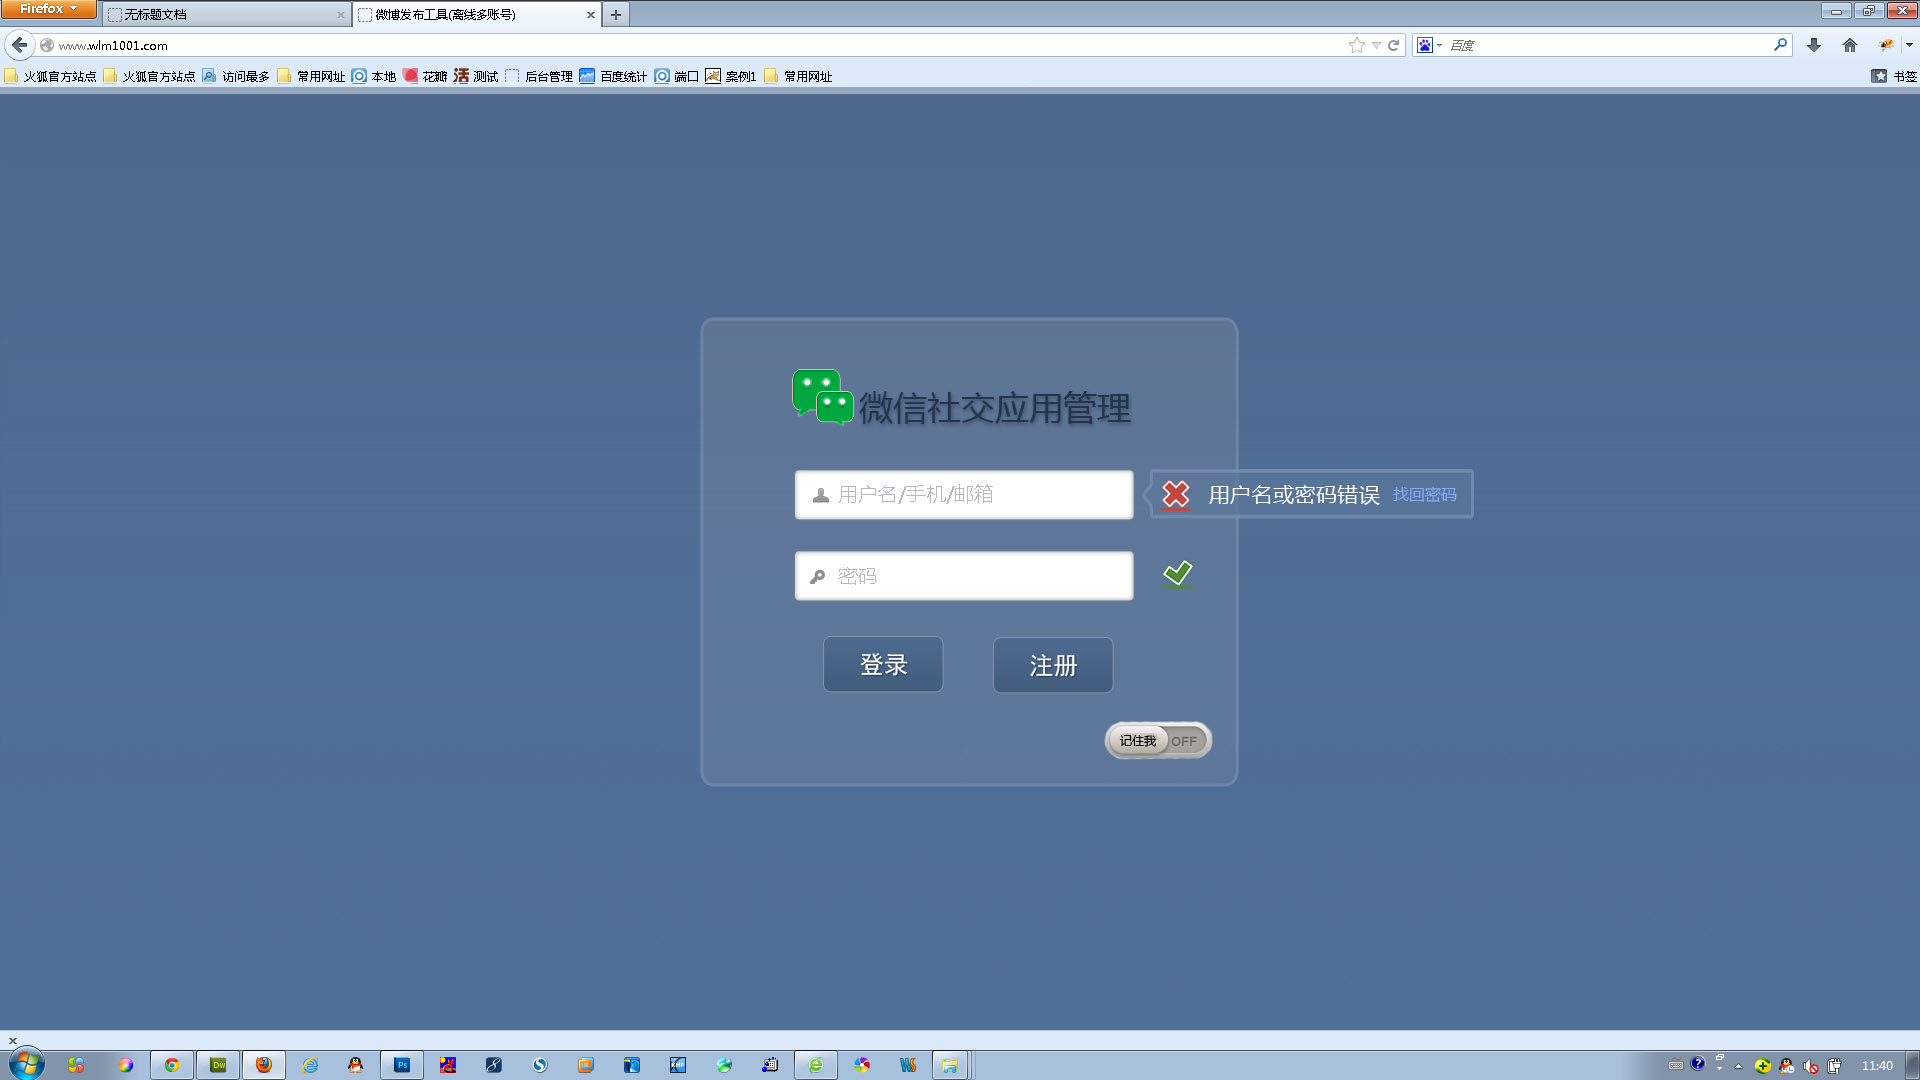 Firefox
无标题文档
微博发布工具(离线多账号)
www.wlm1001.com
百度
火狐官方站点
火狐官方站点
访问最多
常用网址
本地
花瓣
活
测试
后台管理
百度统计
端口
案例1
常用网址
书签
微信社交应用管理
用户名/手机/邮箱
用户名或密码错误
找回密码
密码
登录
注册
记住我
OFF
Dw
Ps
11:40